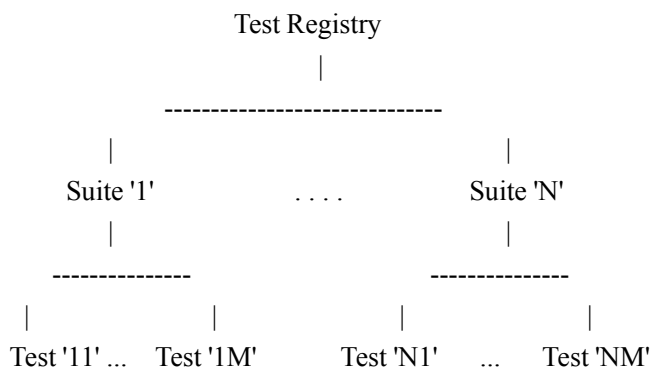 Test Registry
|
------------------------------
| |
Suite '1' . . . . Suite 'N'
| |
--------------- ---------------
| | | |
Test '11' ... Test '1M' Test 'N1' ... Test 'NM'